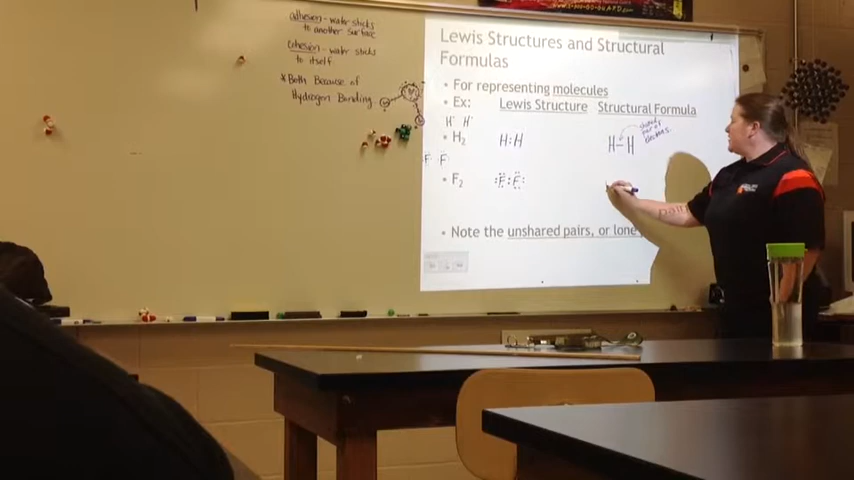 adhesion - water sticks
to another surface
cohesion - water sticks
to itself
* Both Because of
Hydrogen Bonding
Lewis Structures and Structural
Formulas
• For representing molecules
• Ex: Lewis Structure Structural Formula
H· H·
• H2 H:H H—H
shared
pair of
electrons
F F
• F2 :F:F:
• Note the unshared pairs, or lone